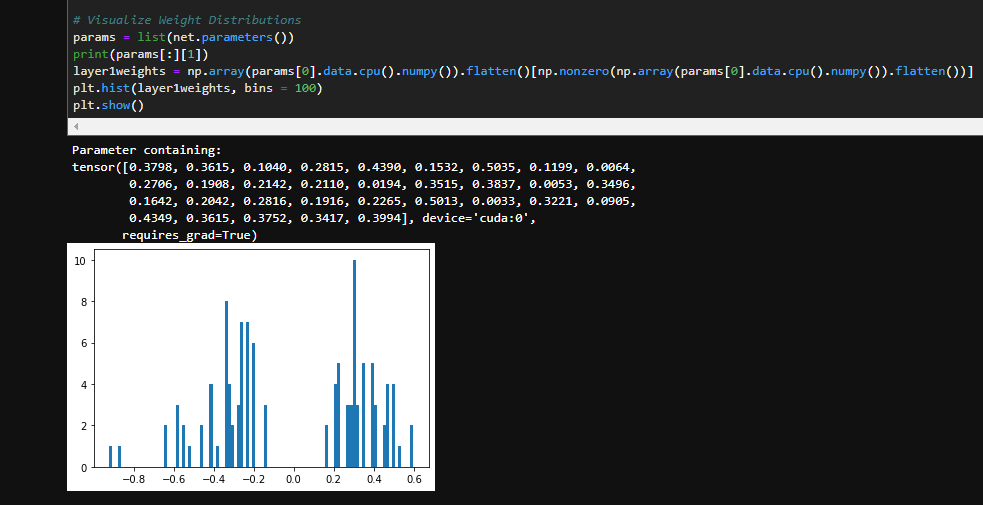 # Visualize Weight Distributions
params = list(net.parameters())
print(params[:][1])
layer1weights = np.array(params[0].data.cpu().numpy()).flatten()[np.nonzero(np.array(params[0].data.cpu().numpy()).flatten())]
plt.hist(layer1weights, bins = 100)
plt.show()
Parameter containing:
tensor([0.3798, 0.3615, 0.1040, 0.2815, 0.4390, 0.1532, 0.5035, 0.1199, 0.0064,
0.2706, 0.1908, 0.2142, 0.2110, 0.0194, 0.3515, 0.3837, 0.0053, 0.3496,
0.1642, 0.2042, 0.2816, 0.1916, 0.2265, 0.5013, 0.0033, 0.3221, 0.0905,
0.4349, 0.3615, 0.3752, 0.3417, 0.3994], device='cuda:0',
requires_grad=True)
10
8
6
4
2
0
−0.8 −0.6 −0.4 −0.2 0.0 0.2 0.4 0.6